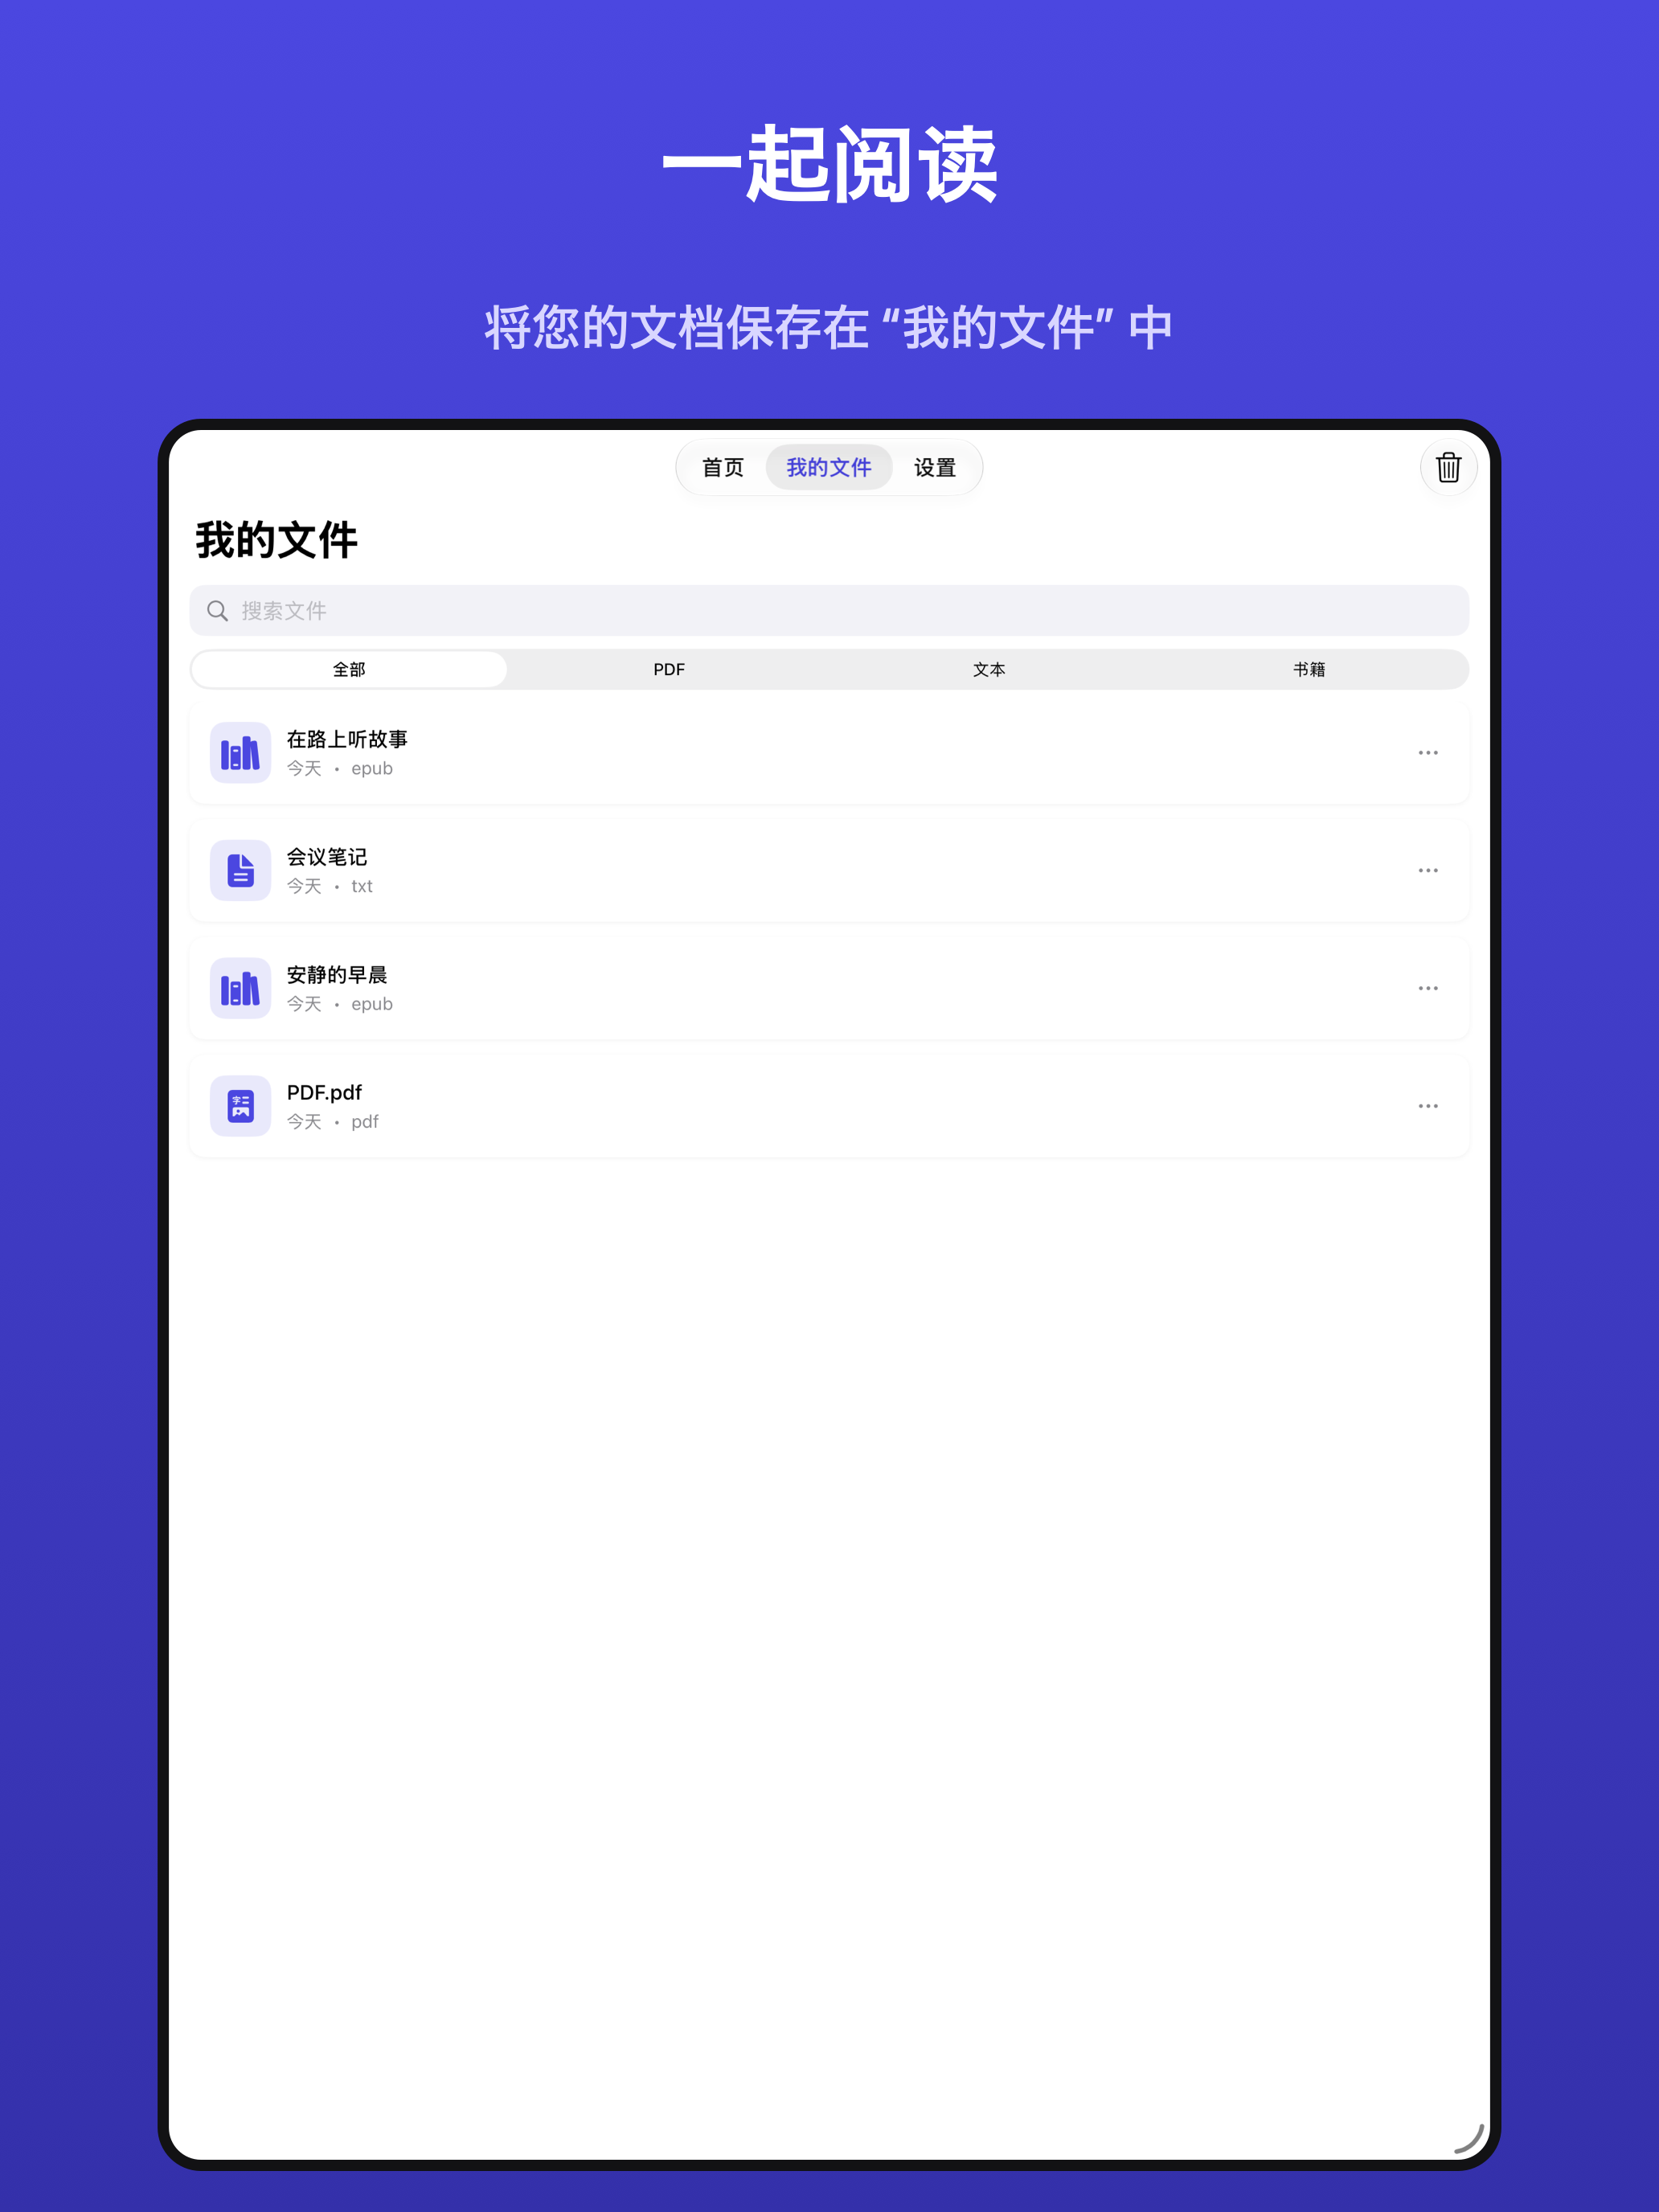 一起阅读
将您的文档保存在 “我的文件” 中
首页 我的文件 设置
我的文件
搜索文件
全部 PDF 文本 书籍
在路上听故事
今天 • epub
会议笔记
今天 • txt
安静的早晨
今天 • epub
字
PDF.pdf
今天 • pdf